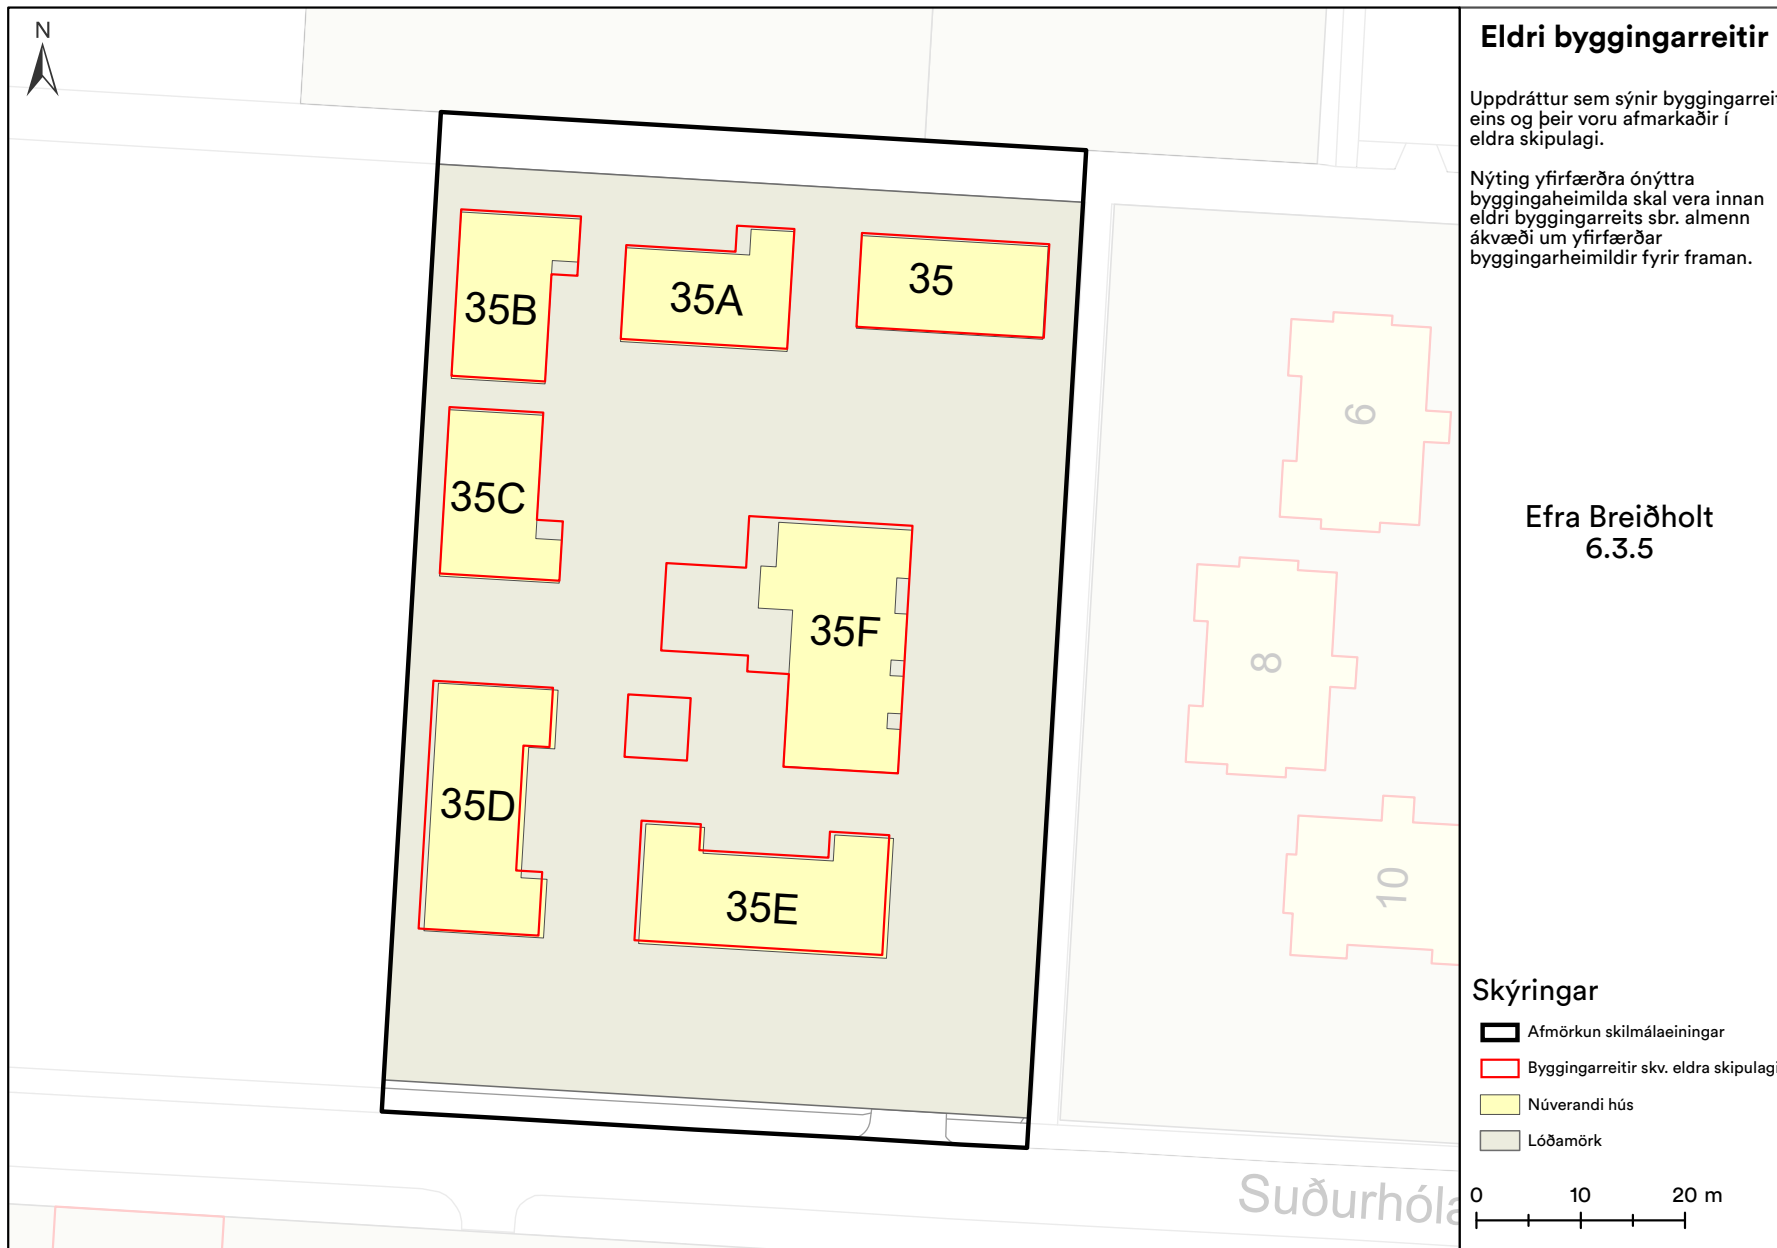 N
35B
35A
35
35C
35F
35D
35E
6
8
10
Eldri byggingarreitir
Uppdráttur sem sýnir byggingarreit
eins og þeir voru afmarkaðir í
eldra skipulagi.
Nýting yfirfærðra ónýttra
byggingaheimilda skal vera innan
eldri byggingarreits sbr. almenn
ákvæði um yfirfærðar
byggingarheimildir fyrir framan.
Efra Breiðholt
6.3.5
Skýringar
Afmörkun skilmálaeiningar
Byggingarreitir skv. eldra skipulagi
Núverandi hús
Lóðamörk
0 10 20 m
Suðurhóla